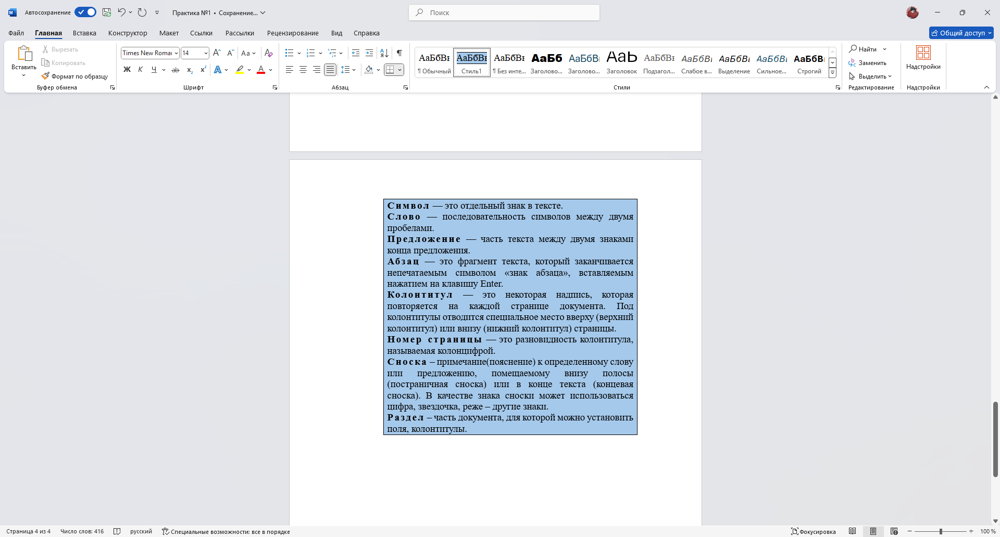 Автосохранение
Практика №1 • Сохранение...
Поиск
Файл Главная Вставка Конструктор Макет Ссылки Рассылки Рецензирование Вид Справка
Общий доступ
Вставить
Вырезать
Копировать
Формат по образцу
Буфер обмена
Times New Roman 14
Aa
Ж К Ч ab x₂ x² A A
Шрифт
Абзац
АаБбВв АаБбВв АаБбВв АаБб АаБбВв АаБ АаБбВв АаБбВв АаБбВв АаБбВв АаБбВв
¶ Обычный Стиль1 ¶ Без инте... Заголово... Заголово... Заголовок Подзагол... Слабое в... Выделение Сильное... Строгий
Стили
Найти
Заменить
Выделить
Редактирование
Надстройки
Надстройки
Символ — это отдельный знак в тексте.
Слово — последовательность символов между двумя
пробелами.
Предложение — часть текста между двумя знаками
конца предложения.
Абзац — это фрагмент текста, который заканчивается
непечатаемым символом «знак абзаца», вставляемым
нажатием на клавишу Enter.
Колонтитул — это некоторая надпись, которая
повторяется на каждой странице документа. Под
колонтитулы отводится специальное место вверху (верхний
колонтитул) или внизу (нижний колонтитул) страницы.
Номер страницы — это разновидность колонтитула,
называемая колонцифрой.
Сноска – примечание(пояснение) к определенному слову
или предложению, помещаемому внизу полосы
(постраничная сноска) или в конце текста (концевая
сноска). В качестве знака сноски может использоваться
цифра, звездочка, реже – другие знаки.
Раздел – часть документа, для которой можно установить
поля, колонтитулы.
Страница 4 из 4 Число слов: 416 русский Специальные возможности: все в порядке Фокусировка 100 %